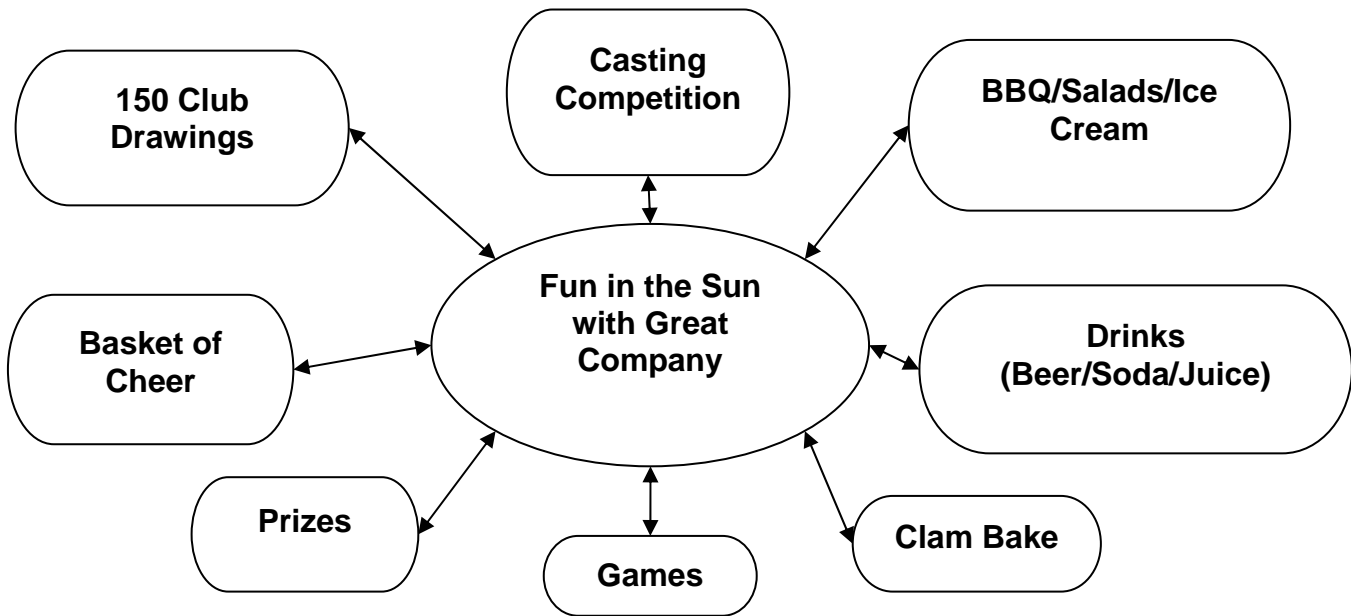 150 Club
Drawings
Casting
Competition
BBQ/Salads/Ice
Cream
Fun in the Sun
with Great
Company
Basket of
Cheer
Drinks
(Beer/Soda/Juice)
Prizes
Games
Clam Bake